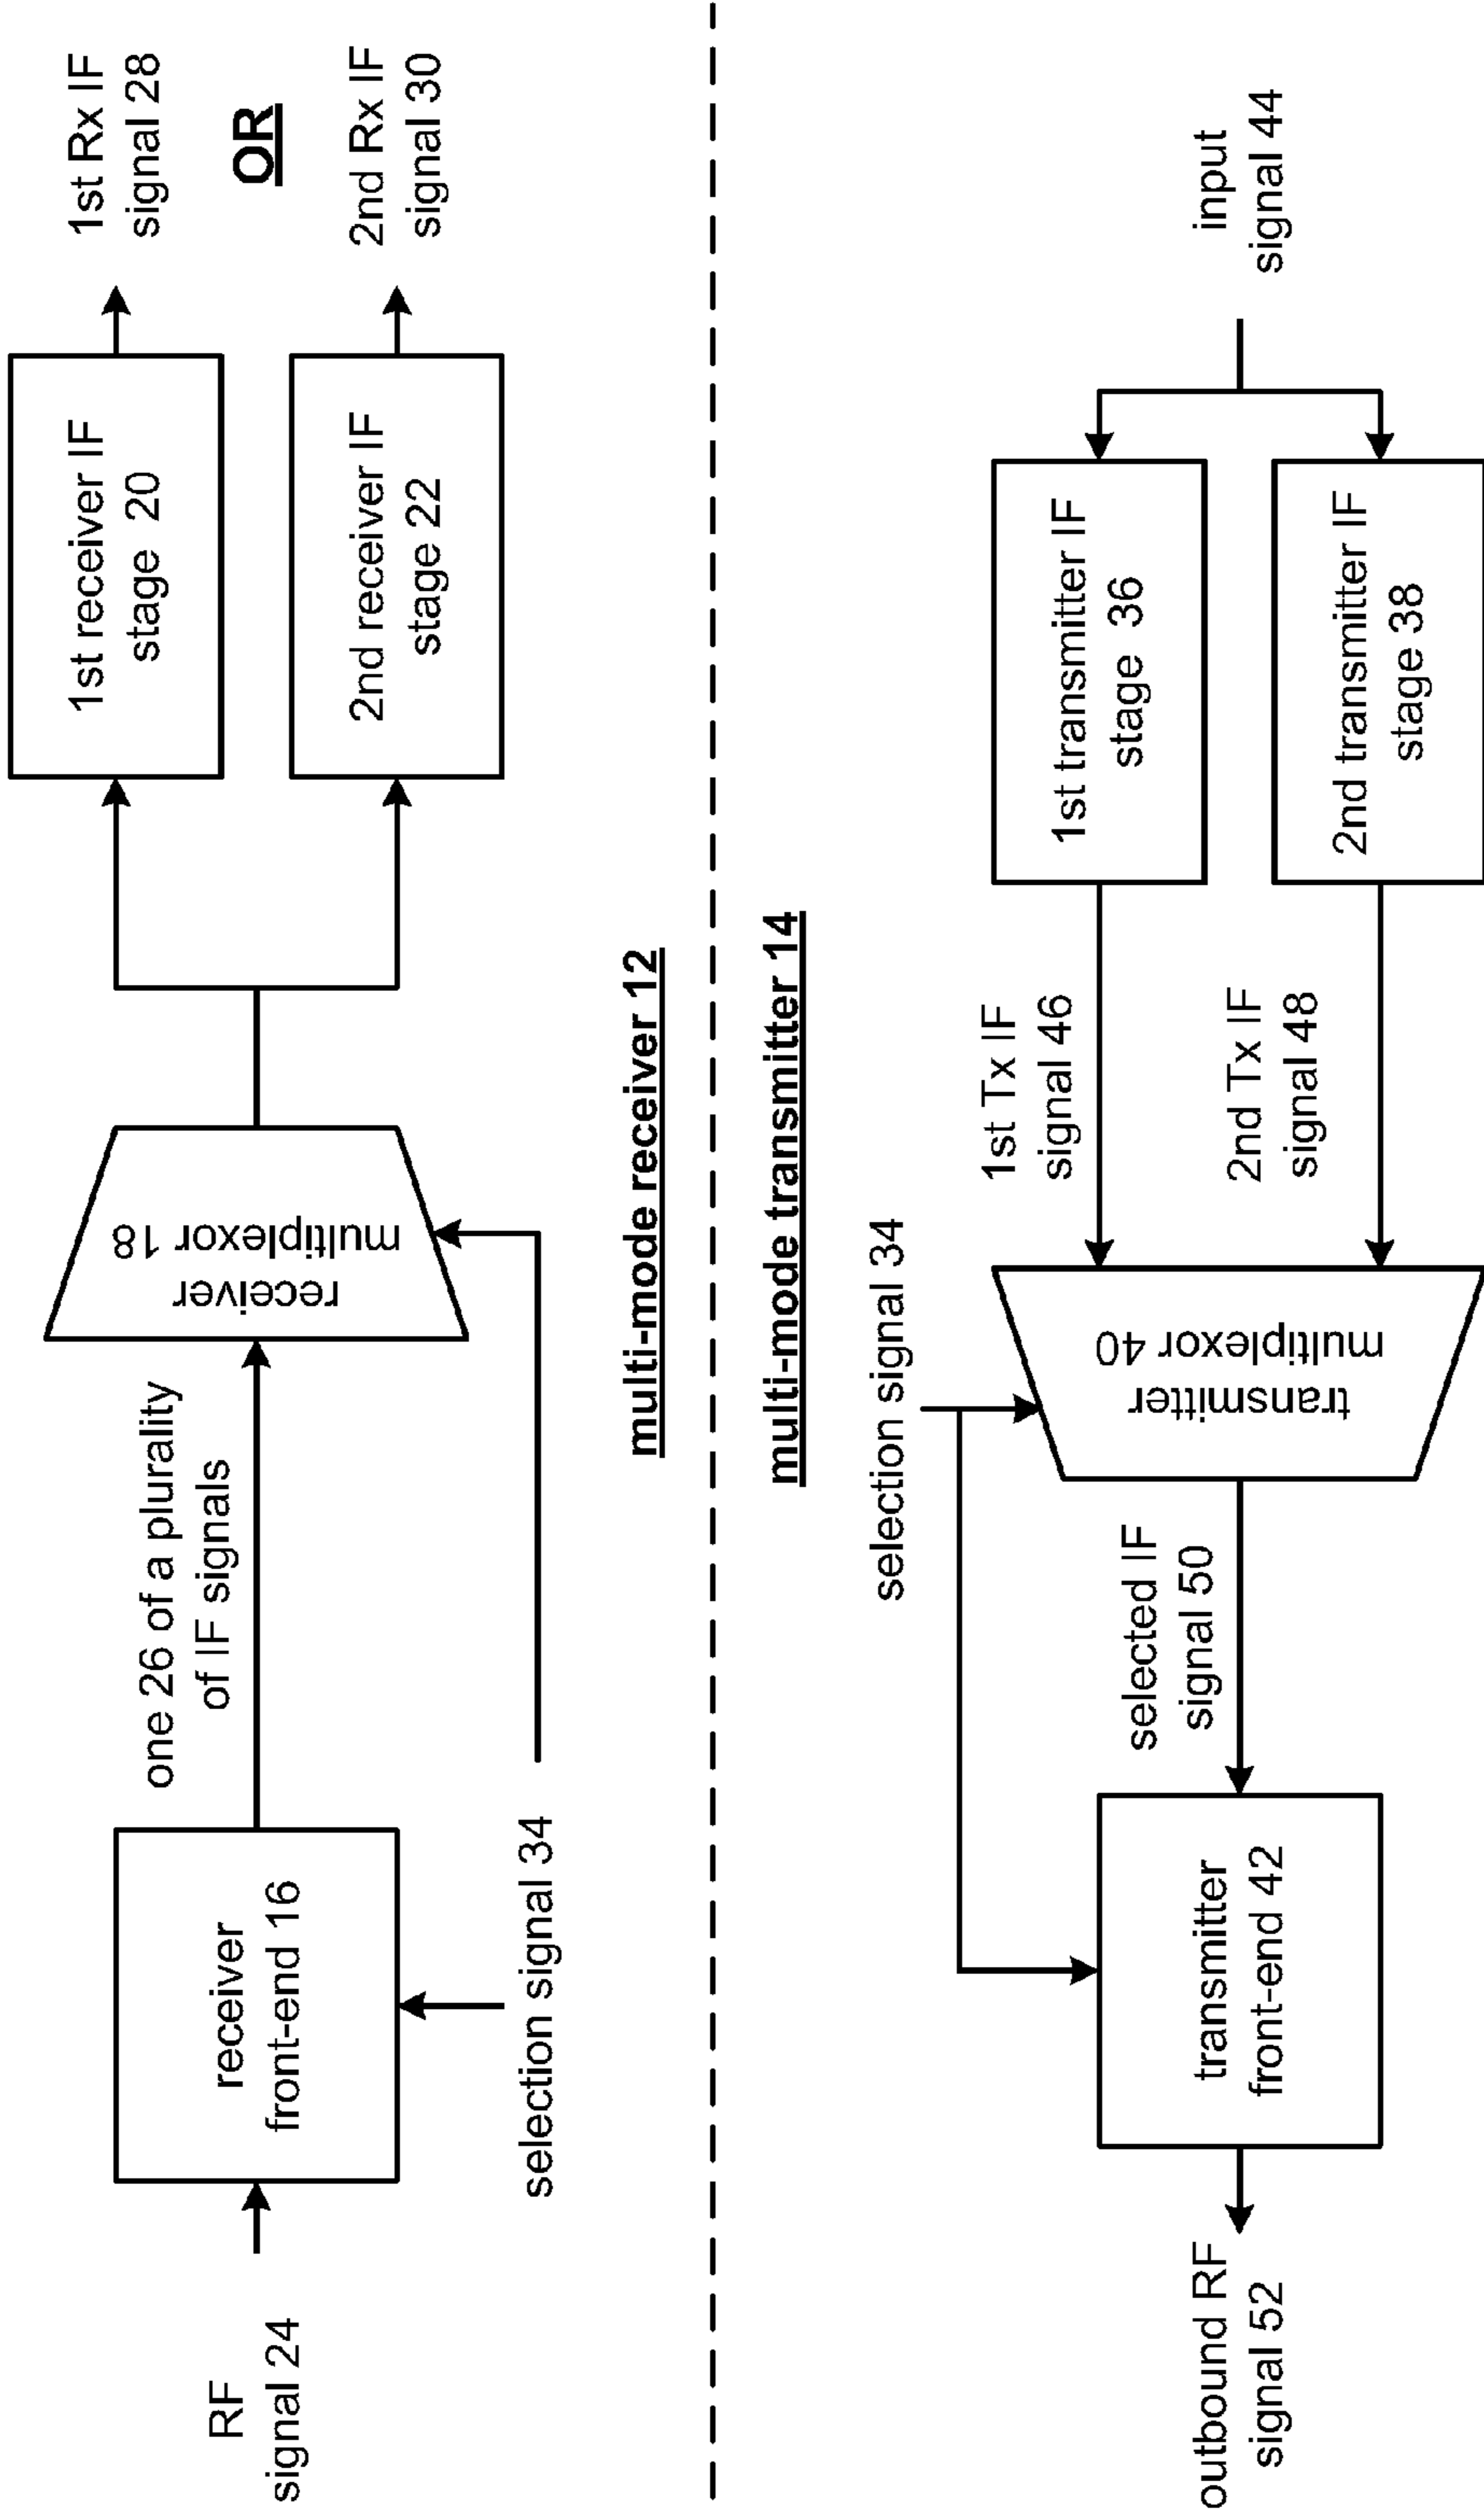 1st Rx IF
signal 28
OR
2nd Rx IF
signal 30
1st receiver IF
stage 20
2nd receiver IF
stage 22
receiver
multiplexor 18
one 26 of a plurality
of IF signals
receiver
front-end 16
selection signal 34
RF
signal 24
multi-mode receiver 12
multi-mode transmitter 14
selection signal 34
input
signal 44
1st transmitter IF
stage 36
2nd transmitter IF
stage 38
1st Tx IF
signal 46
2nd Tx IF
signal 48
transmitter
multiplexor 40
selected IF
signal 50
transmitter
front-end 42
outbound RF
signal 52